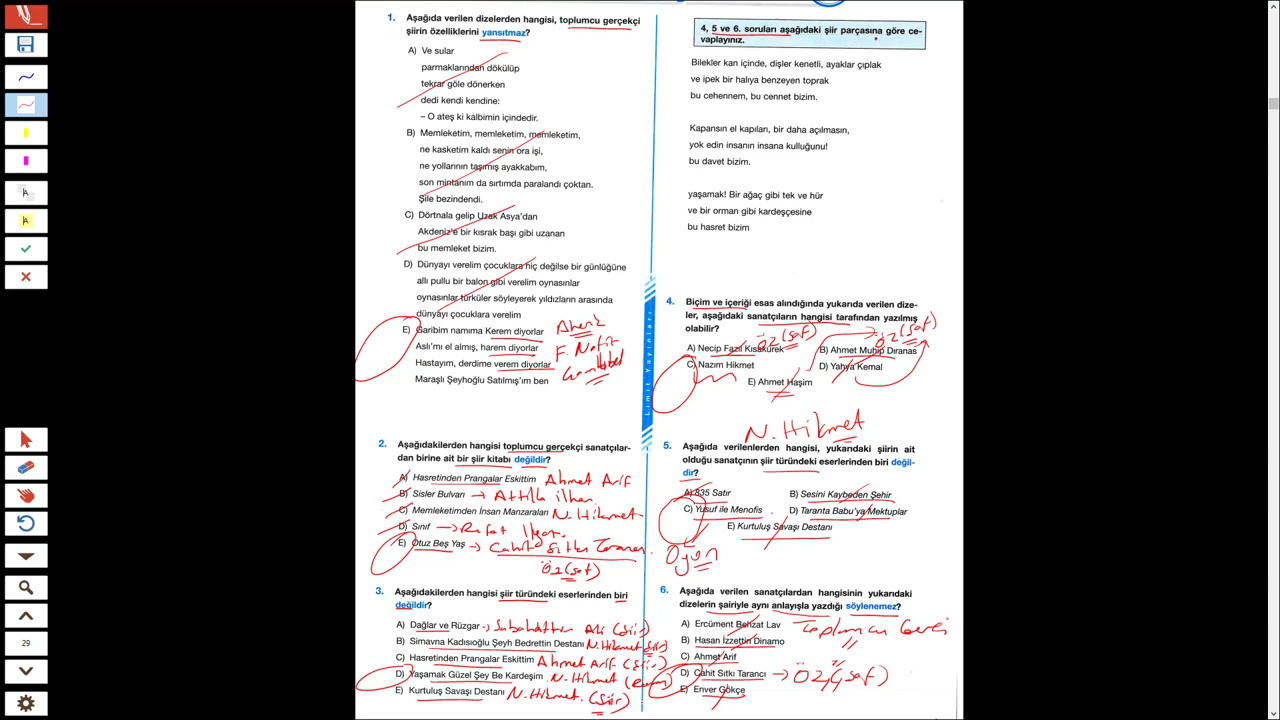 1. Aşağıda verilen dizelerden hangisi, toplumcu gerçekçi
şiirin özelliklerini yansıtmaz?
A) Ve sular
parmaklarından dökülüp
tekrar göle dönerken
dedi kendi kendine:
– O ateş ki kalbimin içindedir.
B) Memleketim, memleketim, memleketim,
ne kasketim kaldı senin ora işi,
ne yollarının taşımış ayakkabım,
son mintanım da sırtımda paralandı çoktan.
Şile bezindendi.
C) Dörtnala gelip Uzak Asya'dan
Akdeniz'e bir kısrak başı gibi uzanan
bu memleket bizim.
D) Dünyayı verelim çocuklara hiç değilse bir günlüğüne
allı pullu bir balon gibi verelim oynasınlar
oynasınlar türküler söyleyerek yıldızların arasında
dünyayı çocuklara verelim
E) Garibim namıma Kerem diyorlar
Aslı'mı el almış, harem diyorlar
Hastayım, derdime verem diyorlar
Maraşlı Şeyhoğlu Satılmış'ım ben
F. Nafiz
2. Aşağıdakilerden hangisi toplumcu gerçekçi sanatçılar-
dan birine ait bir şiir kitabı değildir?
A) Hasretinden Prangalar Eskittim Ahmet Arif
B) Sisler Bulvarı → Attila ilhan
C) Memleketimden İnsan Manzaraları N. Hikmet
D) Sınıf → Rıfat Ilgaz
E) Otuz Beş Yaş → Cahit Sıtkı Tarancı
öz (saf)
3. Aşağıdakilerden hangisi şiir türündeki eserlerinden biri
değildir?
A) Dağlar ve Rüzgar → Sabahattin Ali (şiir)
B) Simavna Kadısıoğlu Şeyh Bedrettin Destanı N. Hikmet (şiir)
C) Hasretinden Prangalar Eskittim Ahmet Arif (şiir)
D) Yaşamak Güzel Şey Be Kardeşim N. Hikmet
E) Kurtuluş Savaşı Destanı N. Hikmet (şiir)
Limit Yayınları
4, 5 ve 6. soruları aşağıdaki şiir parçasına göre ce-
vaplayınız.
Bilekler kan içinde, dişler kenetli, ayaklar çıplak
ve ipek bir halıya benzeyen toprak
bu cehennem, bu cennet bizim.
Kapansın el kapıları, bir daha açılmasın,
yok edin insanın insana kulluğunu!
bu davet bizim.
yaşamak! Bir ağaç gibi tek ve hür
ve bir orman gibi kardeşçesine
bu hasret bizim
4. Biçim ve içeriği esas alındığında yukarıda verilen dize-
ler, aşağıdaki sanatçıların hangisi tarafından yazılmış
olabilir?
öz (saf) öz (saf)
A) Necip Fazıl Kısakürek B) Ahmet Muhip Dıranas
C) Nazım Hikmet D) Yahya Kemal
E) Ahmet Haşim
N. Hikmet
5. Aşağıda verilenlerden hangisi, yukarıdaki şiirin ait
olduğu sanatçının şiir türündeki eserlerinden biri değil-
dir?
A) 835 Satır B) Sesini Kaybeden Şehir
C) Yusuf ile Menofis D) Taranta Babu'ya Mektuplar
E) Kurtuluş Savaşı Destanı
Oyun
6. Aşağıda verilen sanatçılardan hangisinin yukarıdaki
dizelerin şairiyle aynı anlayışla yazdığı söylenemez?
A) Ercüment Behzat Lav
B) Hasan İzzettin Dinamo
C) Ahmet Arif
D) Cahit Sıtkı Tarancı → öz (saf)
E) Enver Gökçe
29